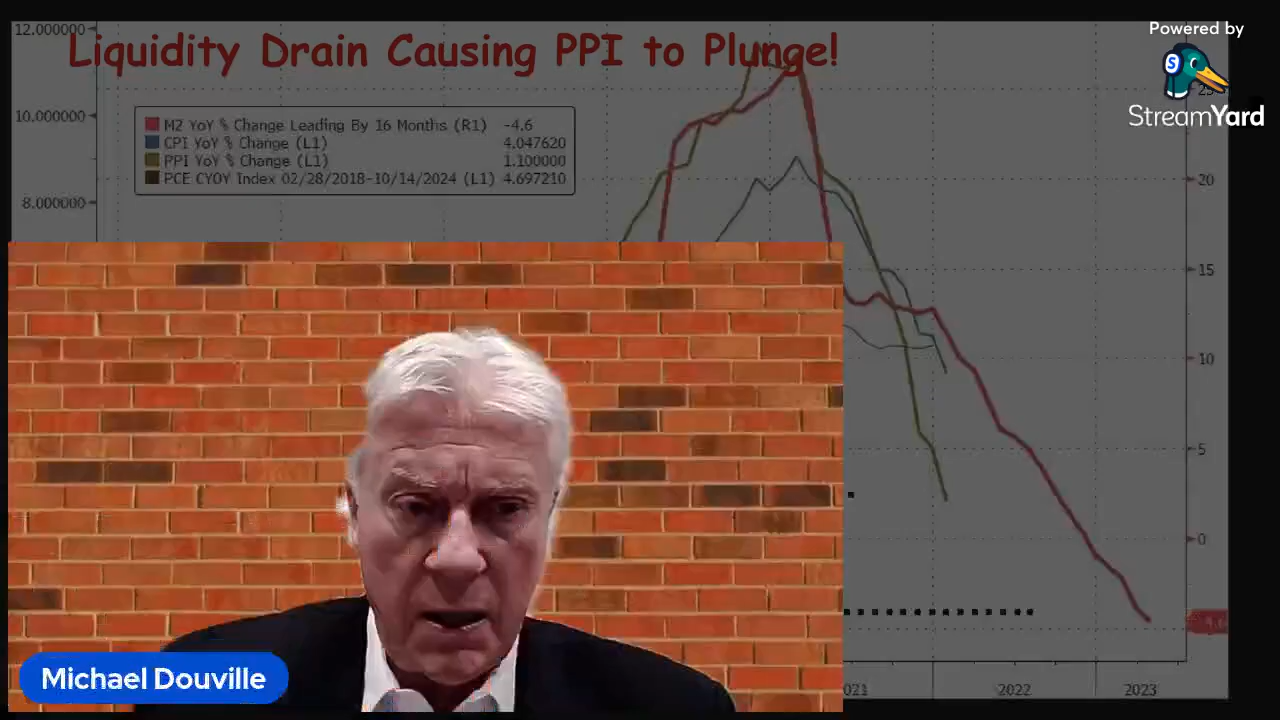 12.000000
Liquidity Drain Causing PPI to Plunge!
Powered by
S
StreamYard
25
10.000000
M2 YoY % Change Leading By 16 Months (R1) -4.6
CPI YoY % Change (L1) 4.047620
PPI YoY % Change (L1) 1.100000
PCE CYOY Index 02/28/2018-10/14/2024 (L1) 4.697210
20
8.000000
15
10
5
0
Michael Douville
021
2022
2023